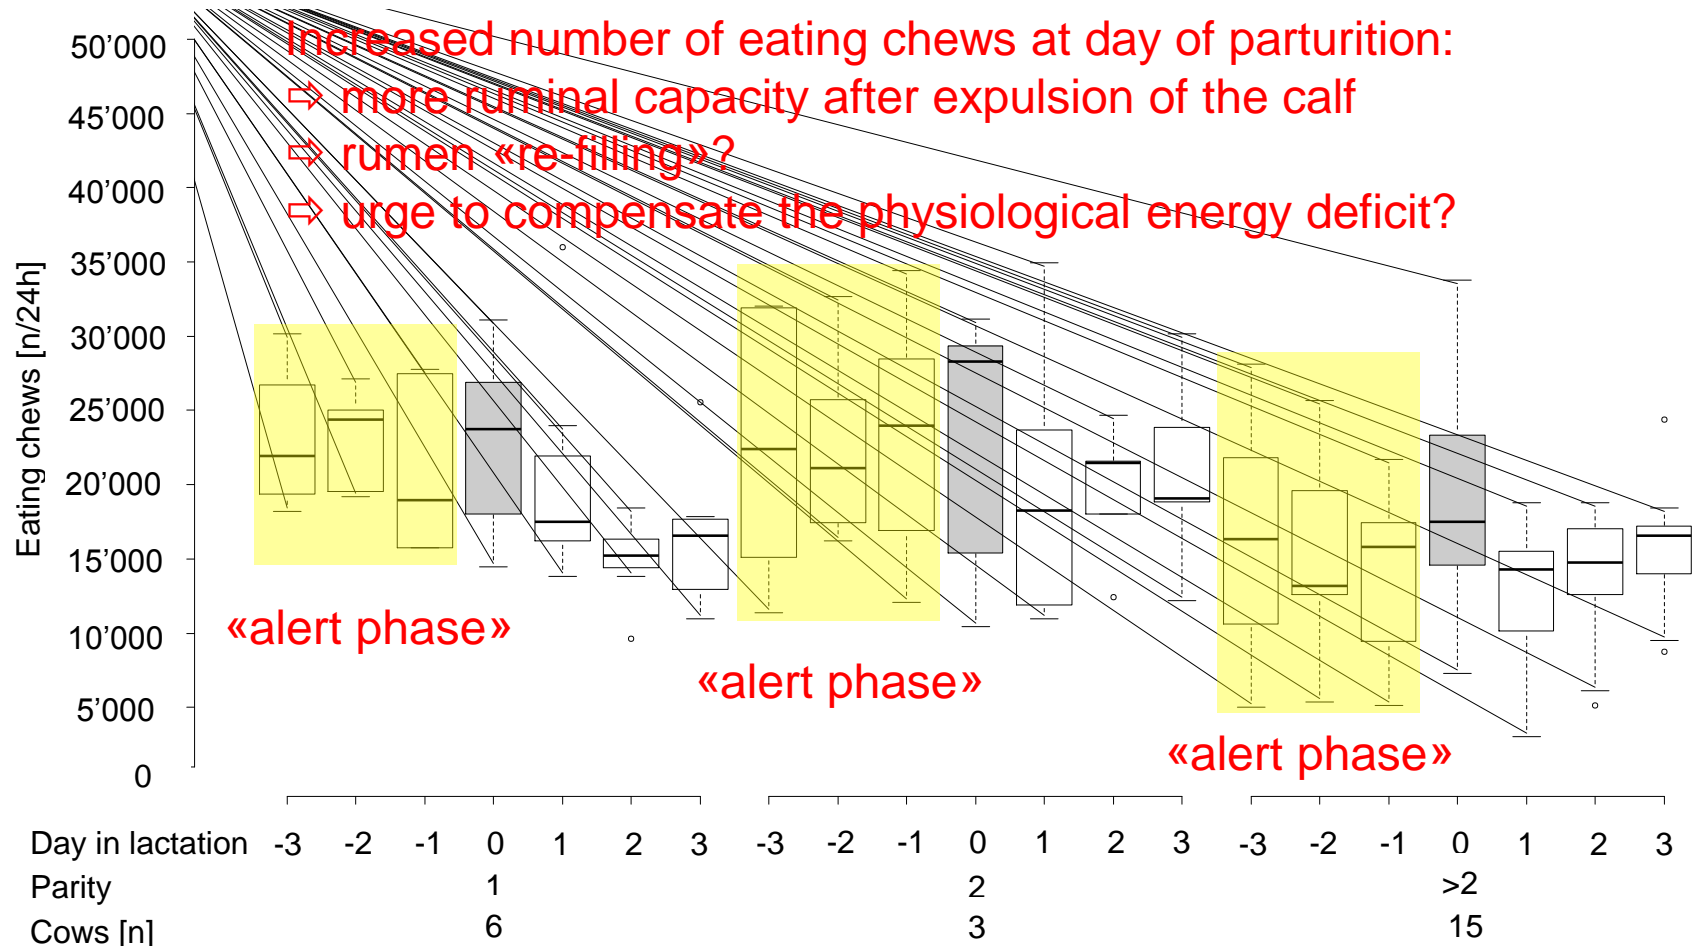 Increased number of eating chews at day of parturition:
⇨ more ruminal capacity after expulsion of the calf
⇨ rumen «re-filling»?
⇨ urge to compensate the physiological energy deficit?
Eating chews [n/24h]
50’000
45’000
40’000
35’000
30’000
25’000
20’000
15’000
10’000
5’000
0
«alert phase»
«alert phase»
«alert phase»
Day in lactation -3 -2 -1 0 1 2 3 -3 -2 -1 0 1 2 3 -3 -2 -1 0 1 2 3
Parity 1 2 >2
Cows [n] 6 3 15